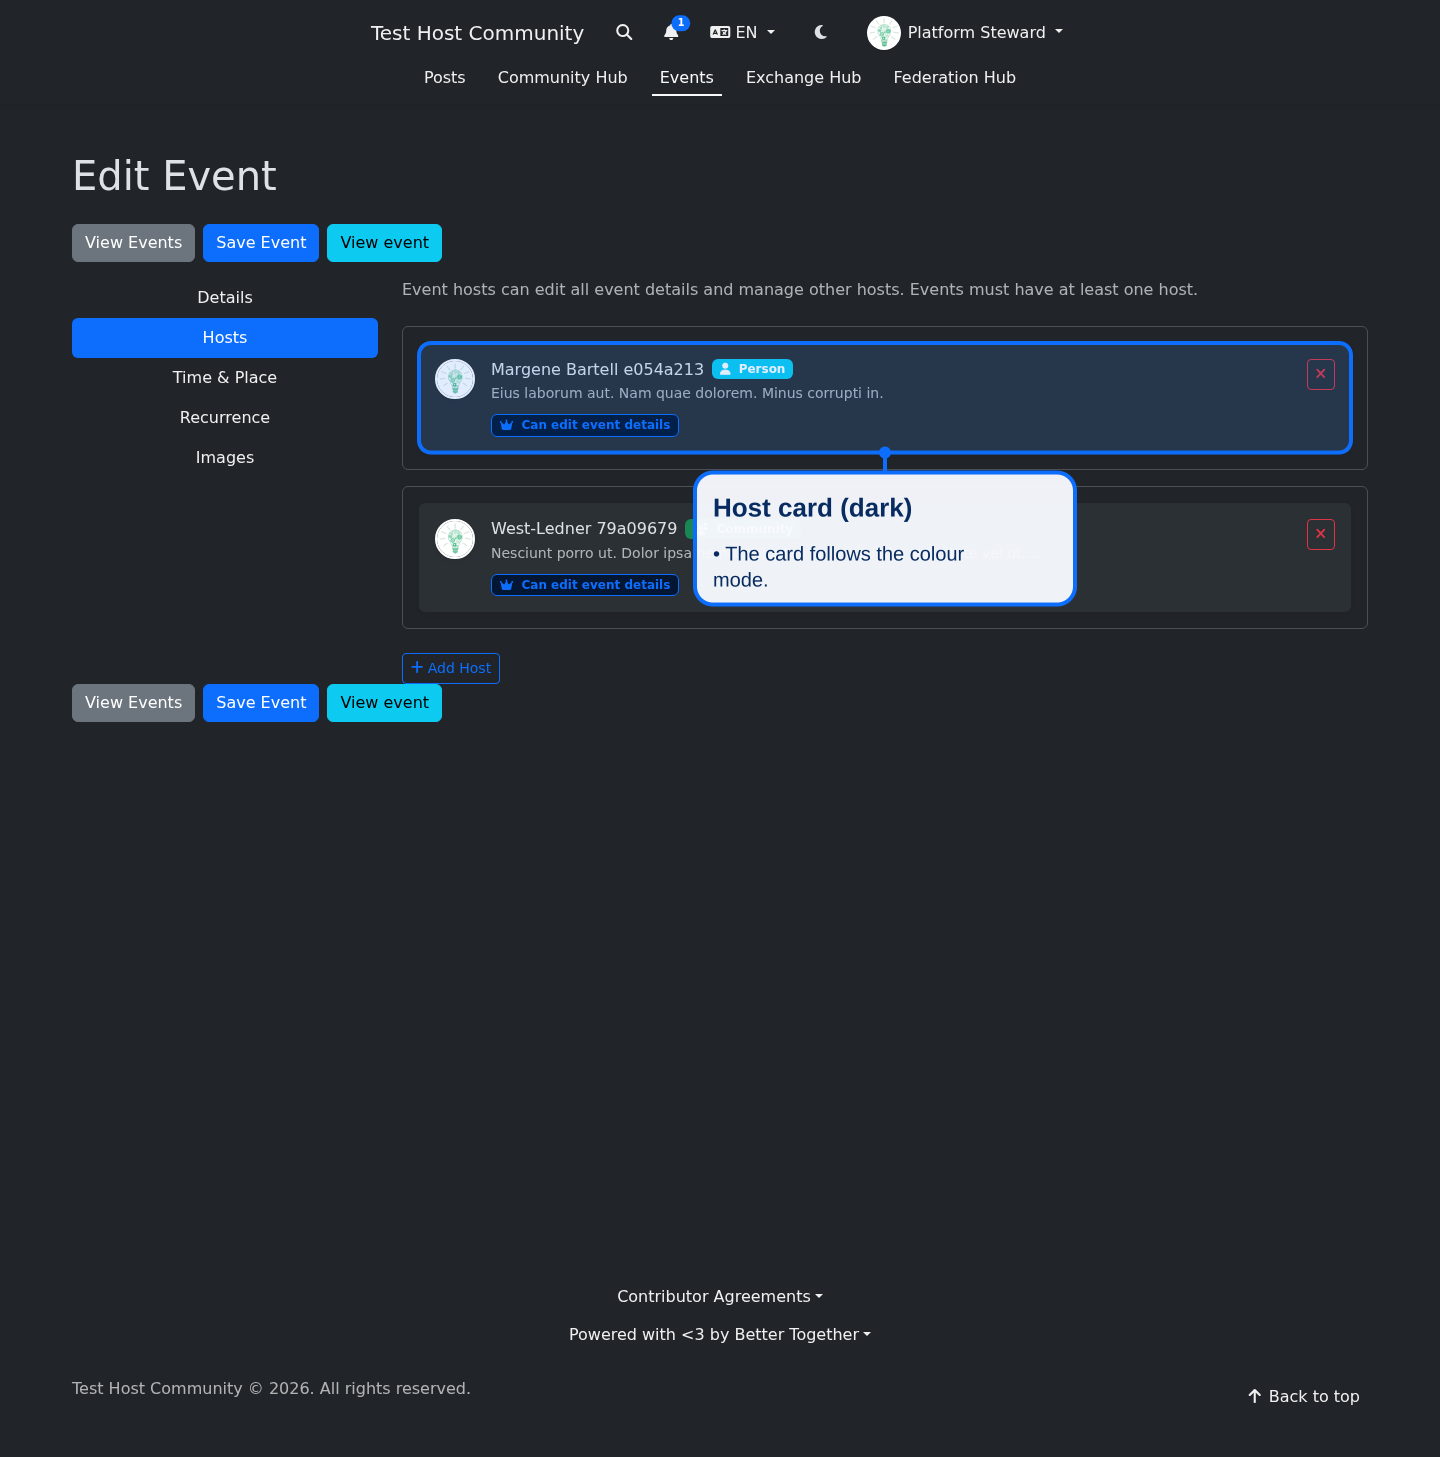 Test Host Community
1
EN
Platform Steward
Posts
Community Hub
Events
Exchange Hub
Federation Hub
Edit Event
View Events
Save Event
View event
Details
Hosts
Time & Place
Recurrence
Images
Event hosts can edit all event details and manage other hosts. Events must have at least one host.
Margene Bartell e054a213
Person
Eius laborum aut. Nam quae dolorem. Minus corrupti in.
Can edit event details
West-Ledner 79a09679
Community
Nesciunt porro ut. Dolor
Can edit event details
Host card (dark)
• The card follows the colour
mode.
Add Host
View Events
Save Event
View event
Contributor Agreements
Powered with <3 by Better Together
Test Host Community © 2026. All rights reserved.
Back to top